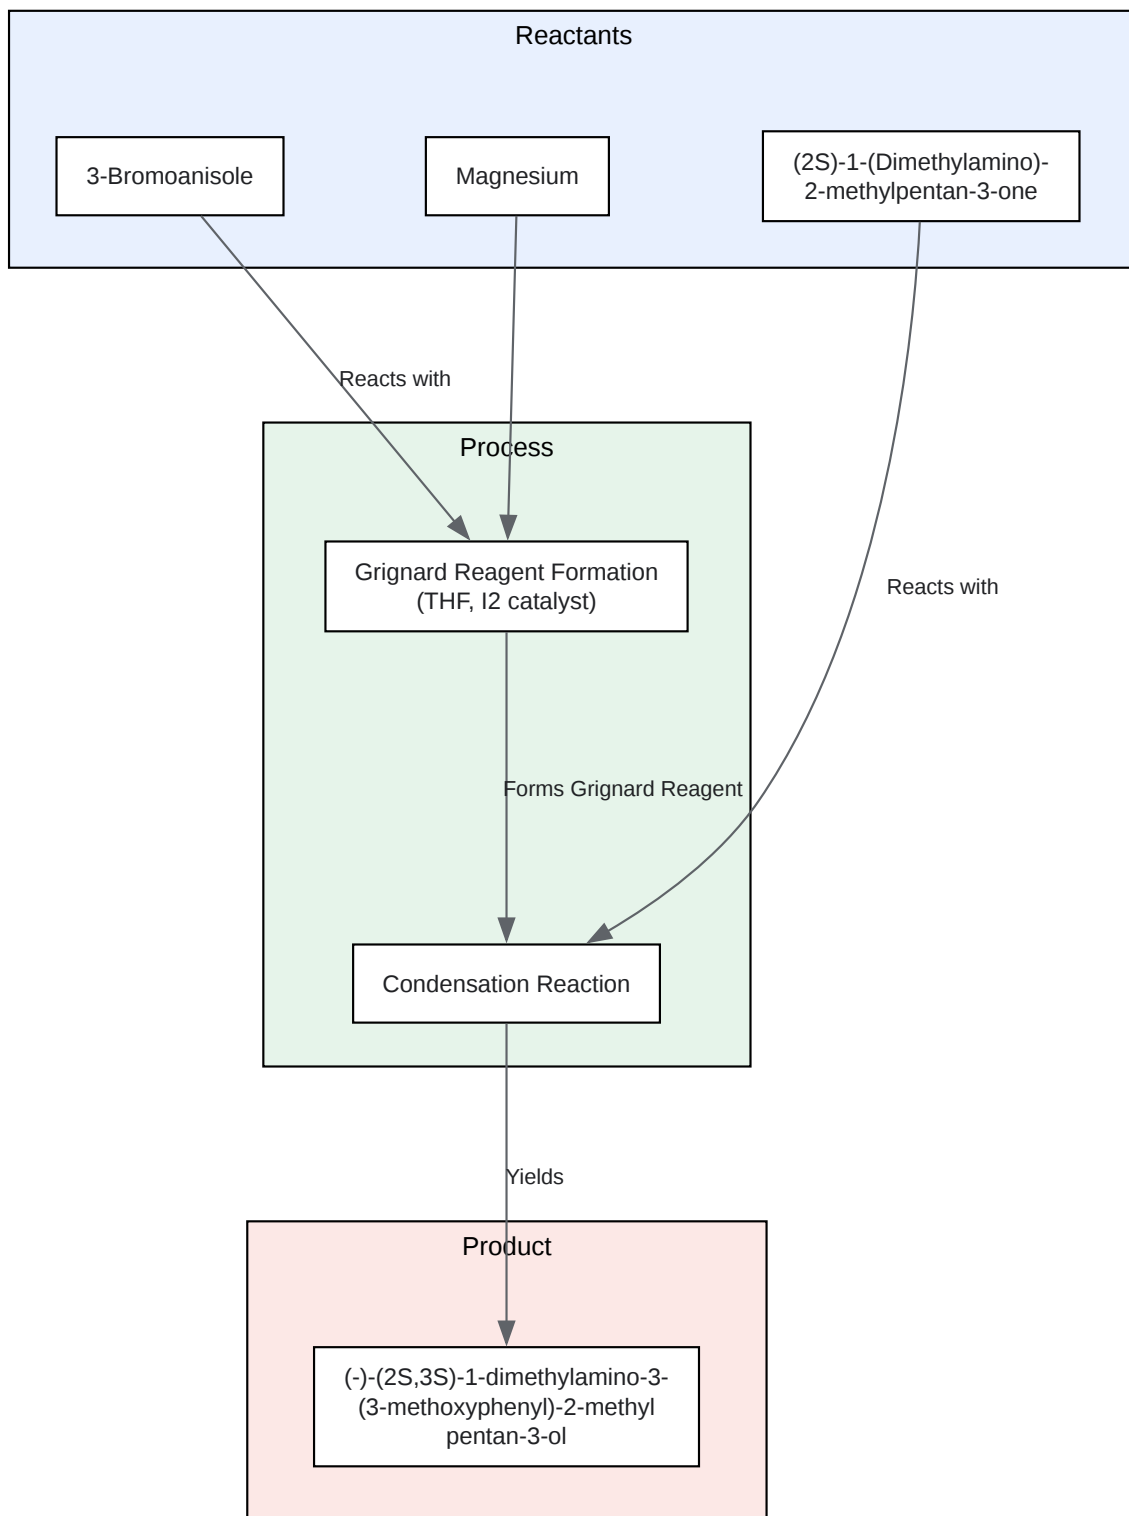 Reactants
3-Bromoanisole
Magnesium
(2S)-1-(Dimethylamino)-
2-methylpentan-3-one
Reacts with
Process
Grignard Reagent Formation
(THF, I2 catalyst)
Reacts with
Forms Grignard Reagent
Condensation Reaction
Yields
Product
(-)-(2S,3S)-1-dimethylamino-3-
(3-methoxyphenyl)-2-methyl
pentan-3-ol